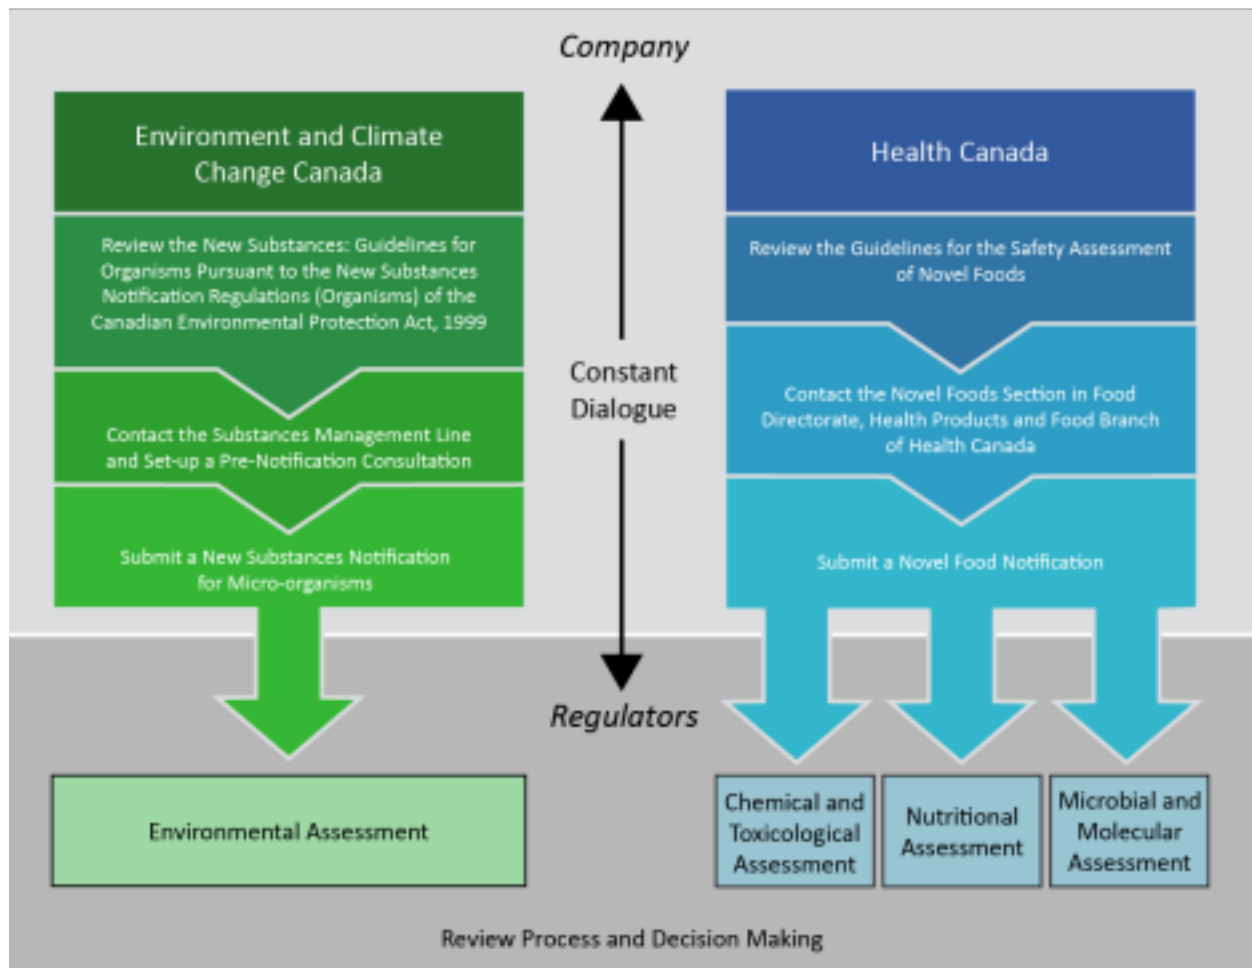 Company
Environment and Climate
Change Canada
Review the New Substances: Guidelines for
Organisms Pursuant to the New Substances
Notification Regulations (Organisms) of the
Canadian Environmental Protection Act, 1999
Contact the Substances Management Line
and Set-up a Pre-Notification Consultation
Submit a New Substances Notification
for Micro-organisms
Constant
Dialogue
Health Canada
Review the Guidelines for the Safety Assessment
of Novel Foods
Contact the Novel Foods Section in Food
Directorate, Health Products and Food Branch
of Health Canada
Submit a Novel Food Notification
Regulators
Environmental Assessment
Chemical and
Toxicological
Assessment
Nutritional
Assessment
Microbial and
Molecular
Assessment
Review Process and Decision Making